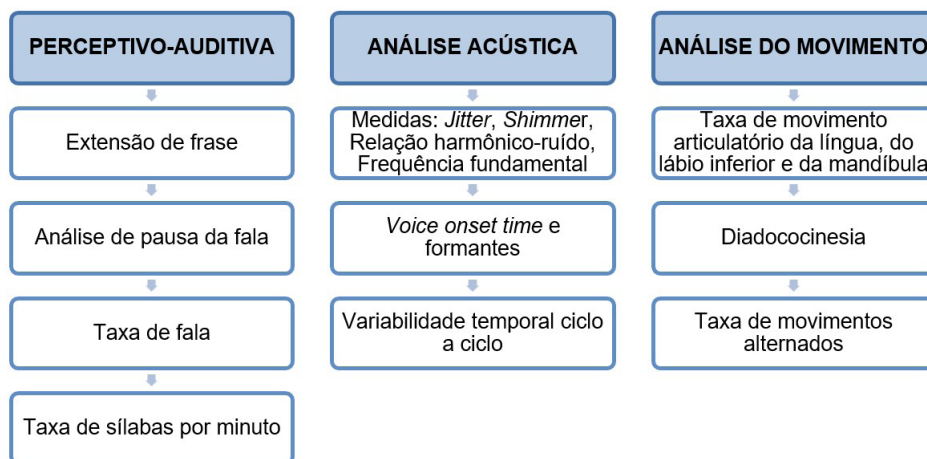 PERCEPTIVO-AUDITIVA
Extensão de frase
Análise de pausa da fala
Taxa de fala
Taxa de sílabas por minuto
ANÁLISE ACÚSTICA
Medidas: Jitter, Shimmer,
Relação harmônico-ruído,
Frequência fundamental
Voice onset time e
formantes
Variabilidade temporal ciclo
a ciclo
ANÁLISE DO MOVIMENTO
Taxa de movimento
articulatório da língua, do
lábio inferior e da mandíbula
Diadococinesia
Taxa de movimentos
alternados